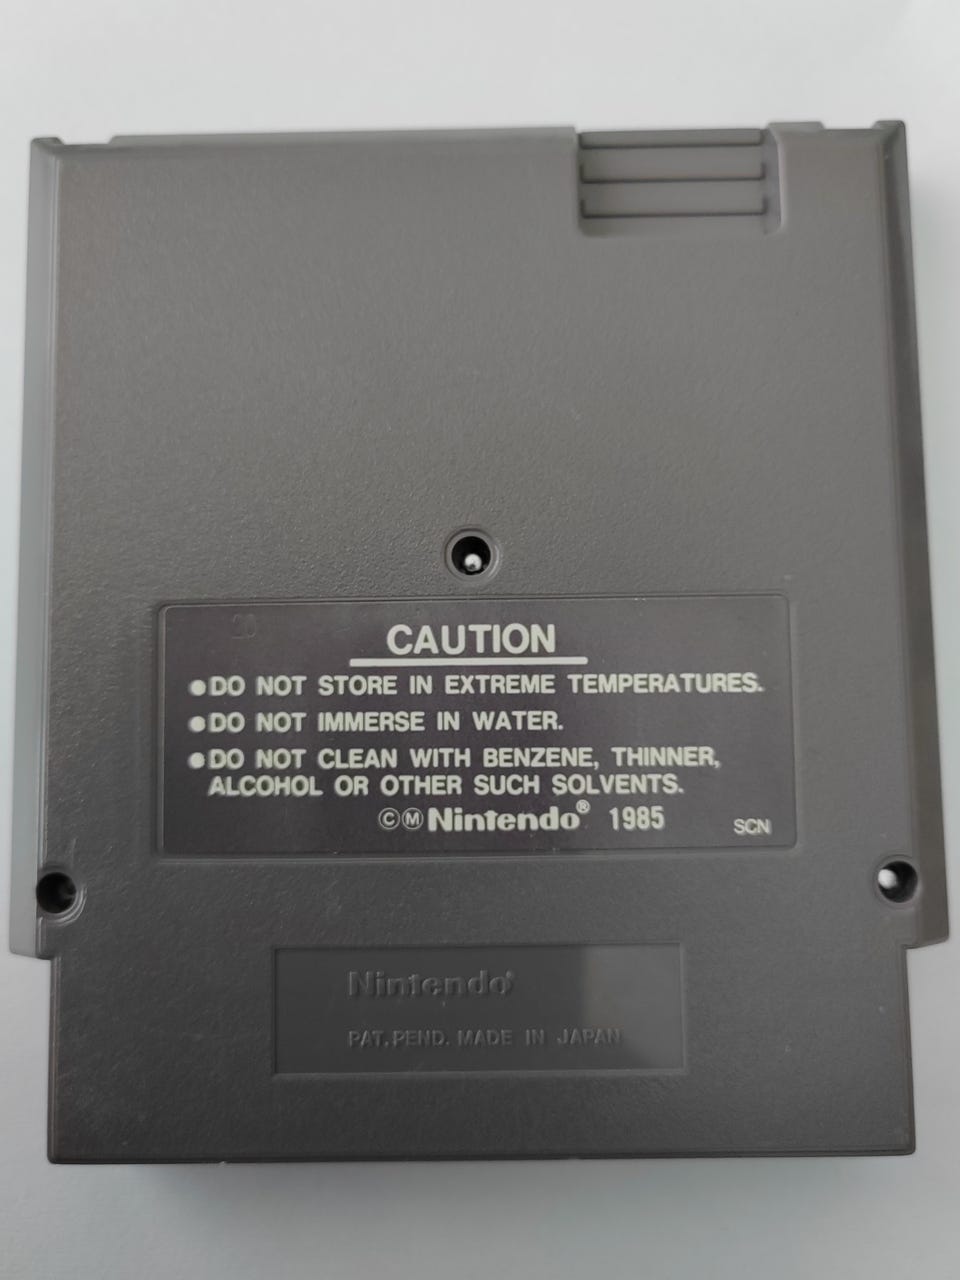 CAUTION
●DO NOT STORE IN EXTREME TEMPERATURES.
●DO NOT IMMERSE IN WATER.
●DO NOT CLEAN WITH BENZENE, THINNER,
ALCOHOL OR OTHER SUCH SOLVENTS.
ⒸⓂNintendo® 1985
SCN
Nintendo®
PAT. PEND. MADE IN JAPAN